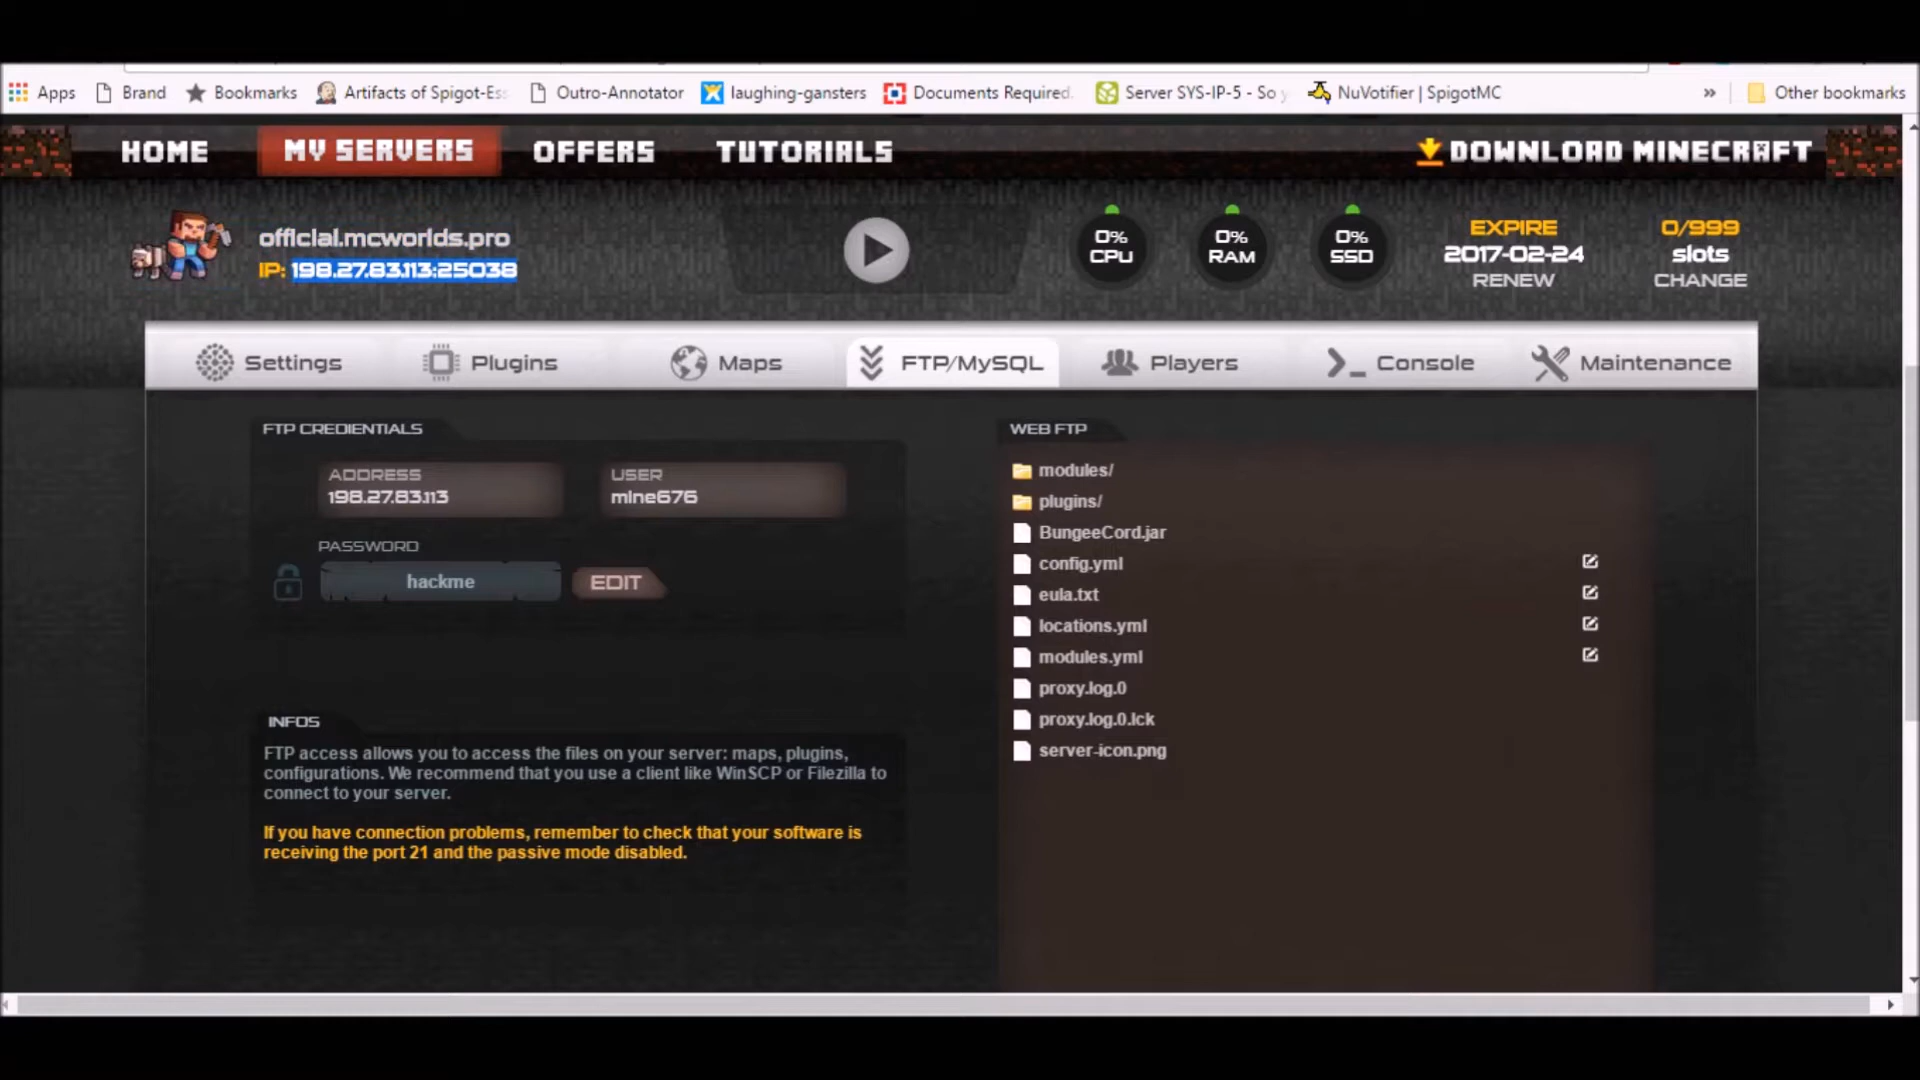 Apps Brand Bookmarks Artifacts of Spigot-Ess Outro-Annotator laughing-gansters Documents Required. Server SYS-IP-5 - So y NuVotifier | SpigotMC » Other bookmarks
HOME MY SERVERS OFFERS TUTORIALS DOWNLOAD MINECRAFT
official.mcworlds.pro
IP: 198.27.83.113:25038
0% CPU
0% RAM
0% SSD
EXPIRE
2017-02-24
RENEW
0/999
slots
CHANGE
Settings Plugins Maps FTP/MySQL Players Console Maintenance
FTP CREDIENTIALS
ADDRESS
198.27.83.113
USER
mine676
PASSWORD
hackme EDIT
INFOS
FTP access allows you to access the files on your server: maps, plugins,
configurations. We recommend that you use a client like WinSCP or Filezilla to
connect to your server.
If you have connection problems, remember to check that your software is
receiving the port 21 and the passive mode disabled.
WEB FTP
modules/
plugins/
BungeeCord.jar
config.yml
eula.txt
locations.yml
modules.yml
proxy.log.0
proxy.log.0.lck
server-icon.png